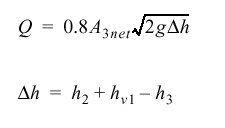 Q = 0.8A₃ₙₑₜ√2gΔh
Δh = h₂ + hᵥ₁ – h₃